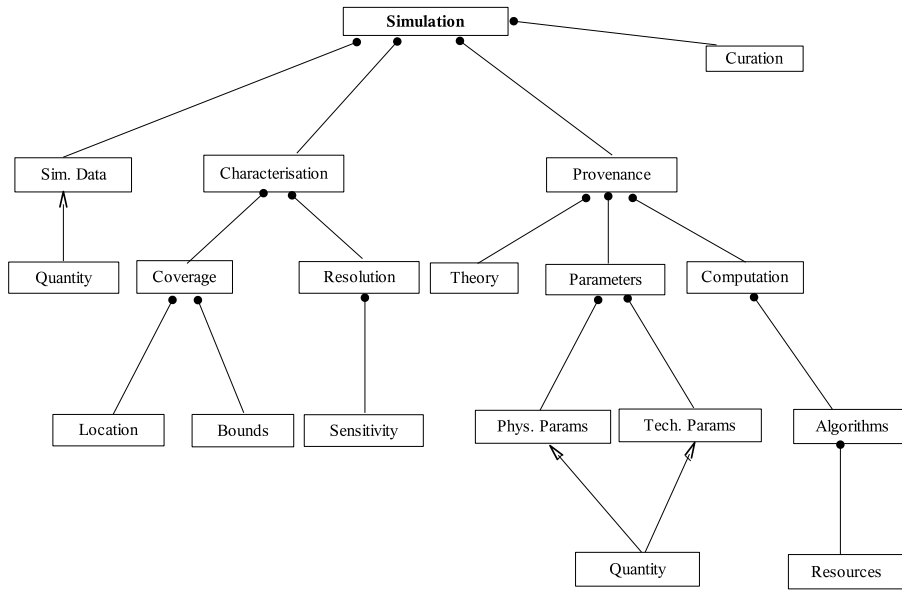 Simulation
Curation
Sim. Data
Characterisation
Provenance
Quantity
Coverage
Resolution
Theory
Parameters
Computation
Location
Bounds
Sensitivity
Phys. Params
Tech. Params
Algorithms
Quantity
Resources